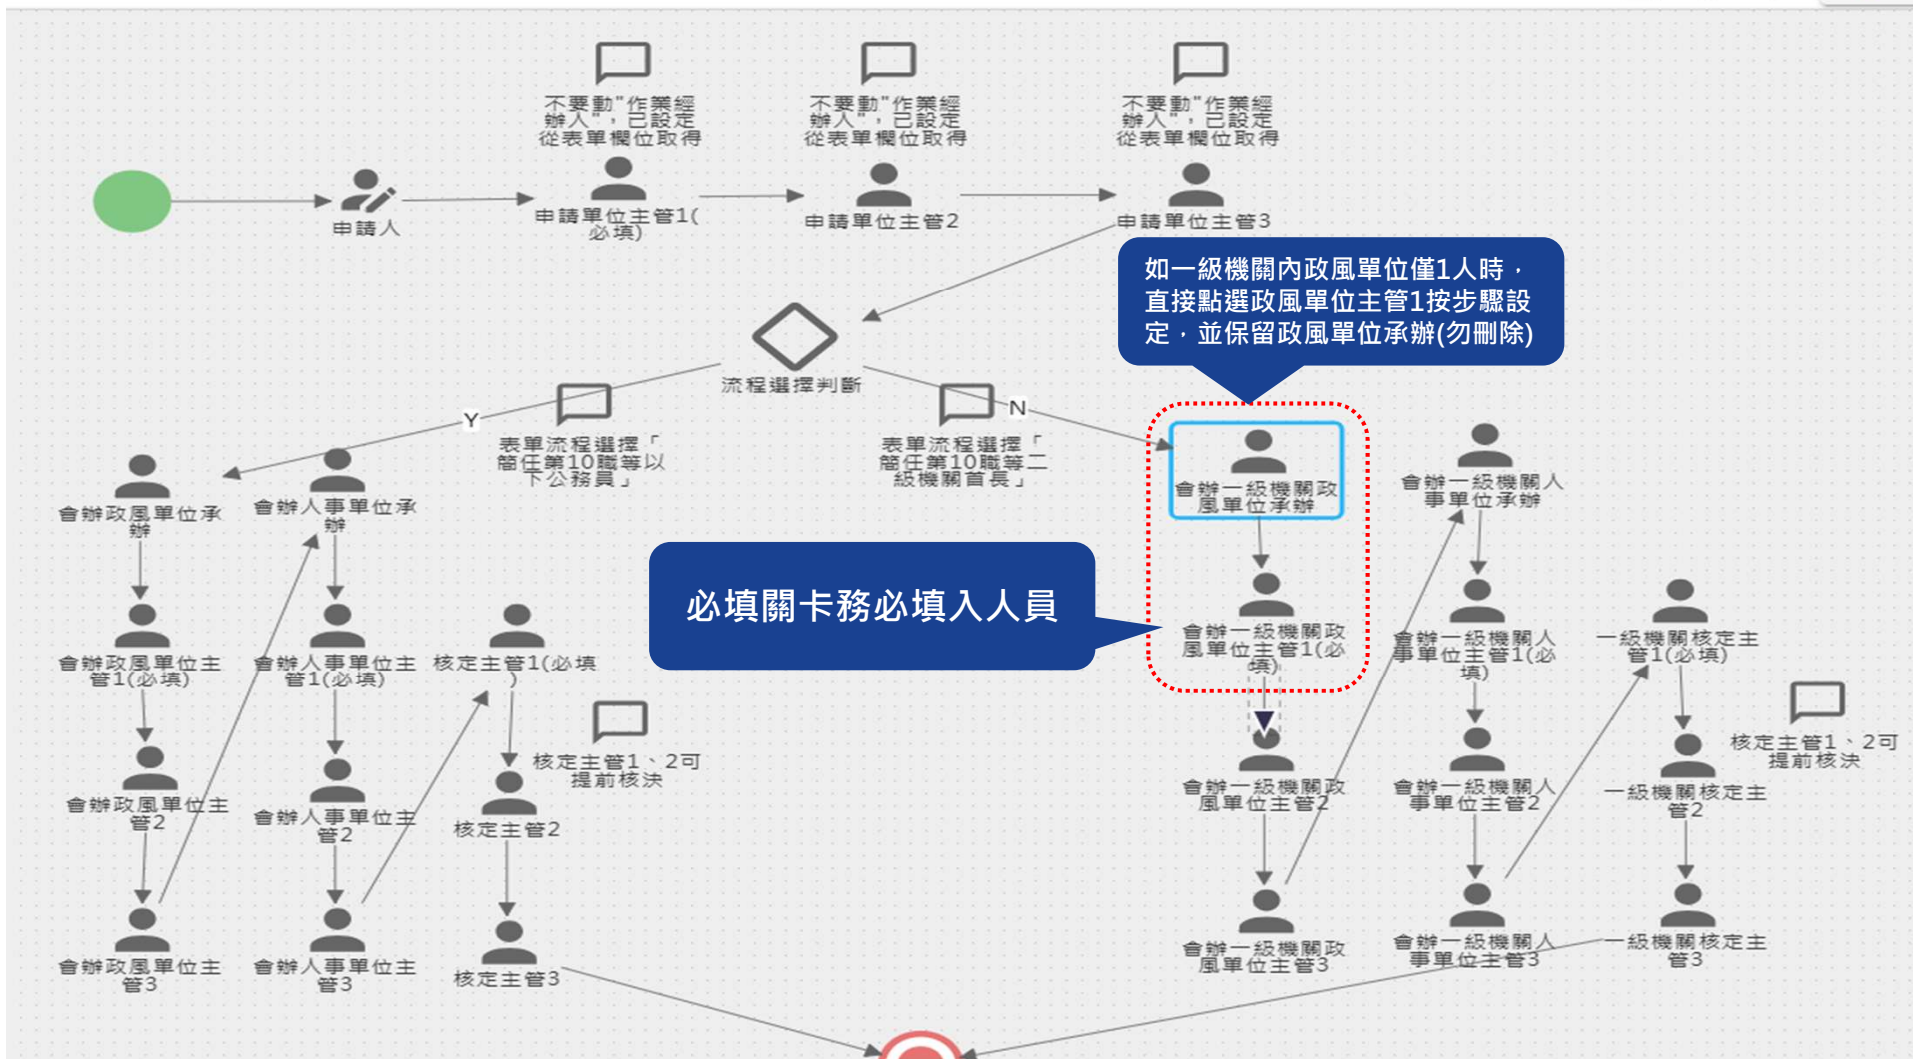 不要動"作業經
辦人"，已設定
從表單欄位取得
不要動"作業經
辦人"，已設定
從表單欄位取得
不要動"作業經
辦人"，已設定
從表單欄位取得
申請人
申請單位主管1(
必填)
申請單位主管2
申請單位主管3
如一級機關內政風單位僅1人時，
直接點選政風單位主管1按步驟設
定，並保留政風單位承辦(勿刪除)
流程選擇判斷
Y
N
表單流程選擇「
簡任第10職等以
下公務員」
表單流程選擇「
簡任第10職等二
級機關首長」
會辦政風單位承
辦
會辦人事單位承
辦
會辦一級機關政
風單位承辦
會辦一級機關人
事單位承辦
必填關卡務必填入人員
會辦政風單位主
管1(必填)
會辦人事單位主
管1(必填)
核定主管1(必填
)
會辦一級機關政
風單位主管1(必
填)
會辦一級機關人
事單位主管1(必
填)
一級機關核定主
管1(必填)
核定主管1、2可
提前核決
核定主管1、2可
提前核決
會辦政風單位主
管2
會辦人事單位主
管2
核定主管2
會辦一級機關政
風單位主管2
會辦一級機關人
事單位主管2
一級機關核定主
管2
會辦政風單位主
管3
會辦人事單位主
管3
核定主管3
會辦一級機關政
風單位主管3
會辦一級機關人
事單位主管3
一級機關核定主
管3